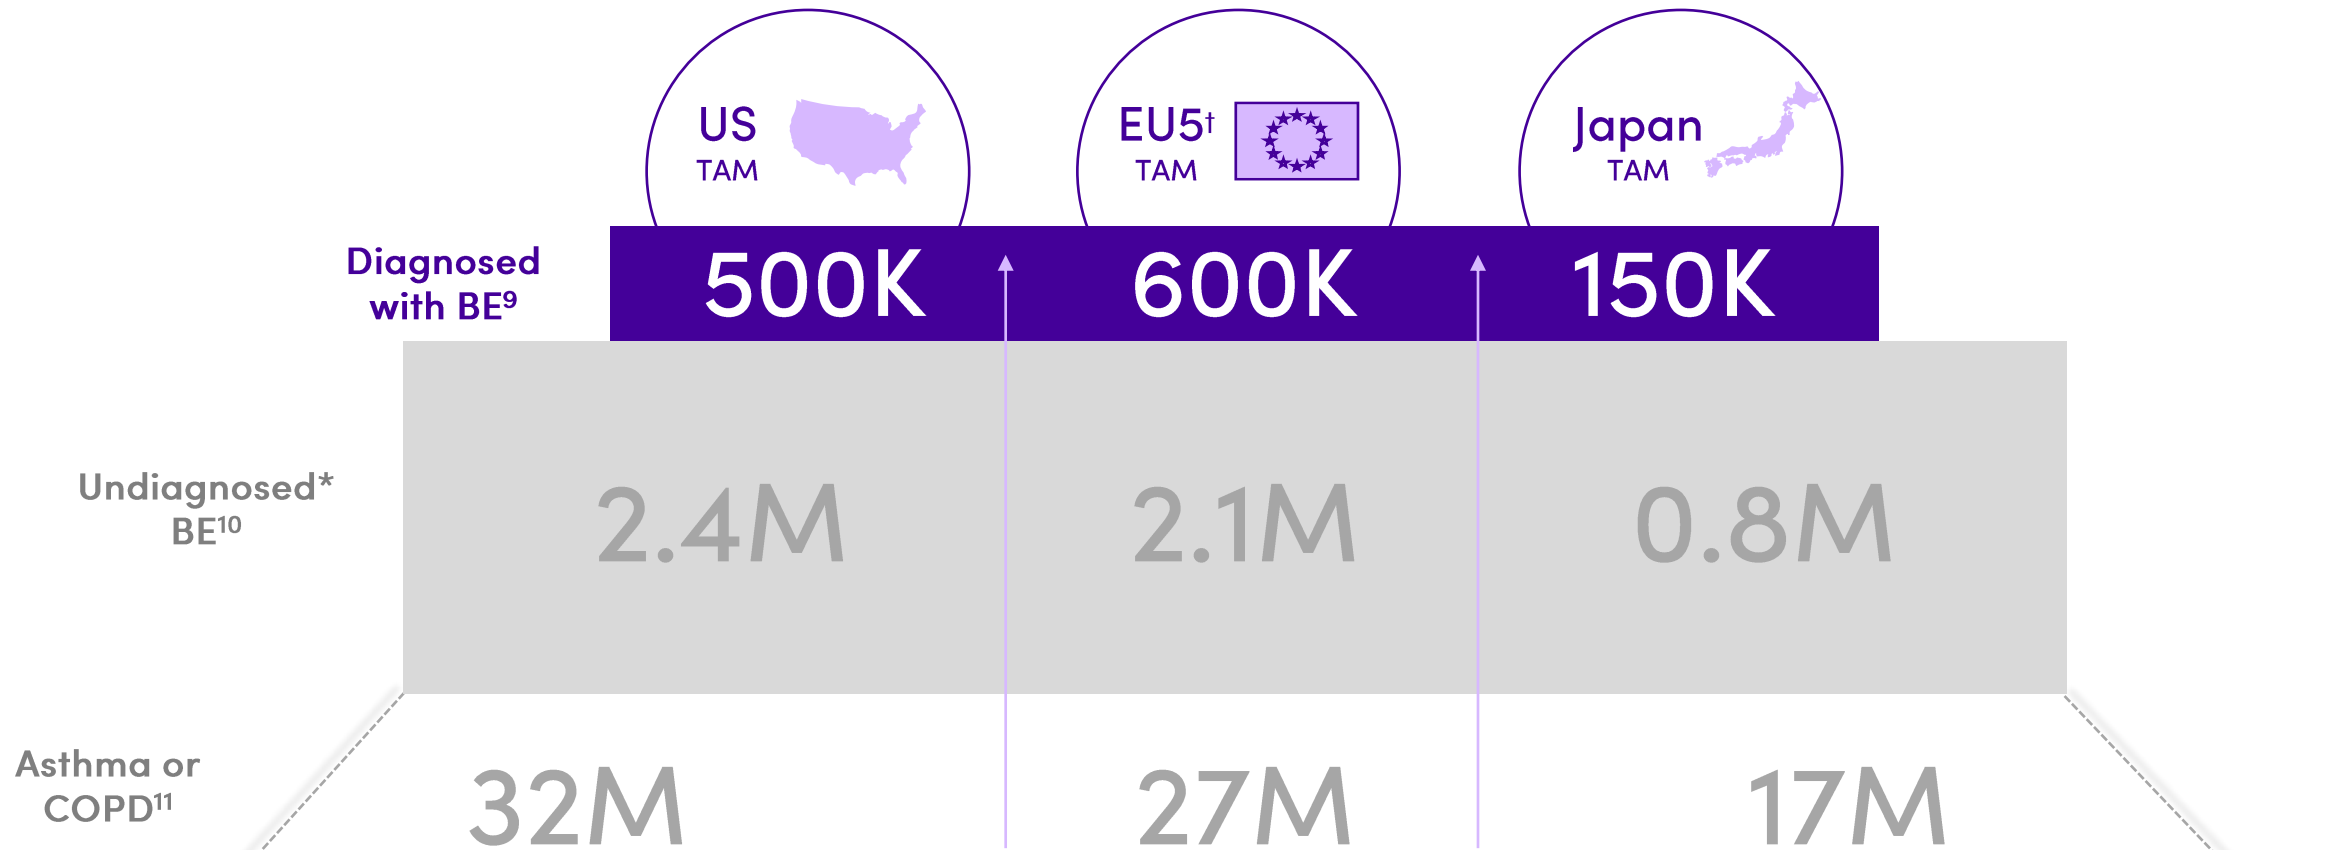 US
TAM
EU5†
TAM
Japan
TAM
Diagnosed
with BE⁹
500K
600K
150K
Undiagnosed*
BE¹⁰
2.4M
2.1M
0.8M
Asthma or
COPD¹¹
32M
27M
17M